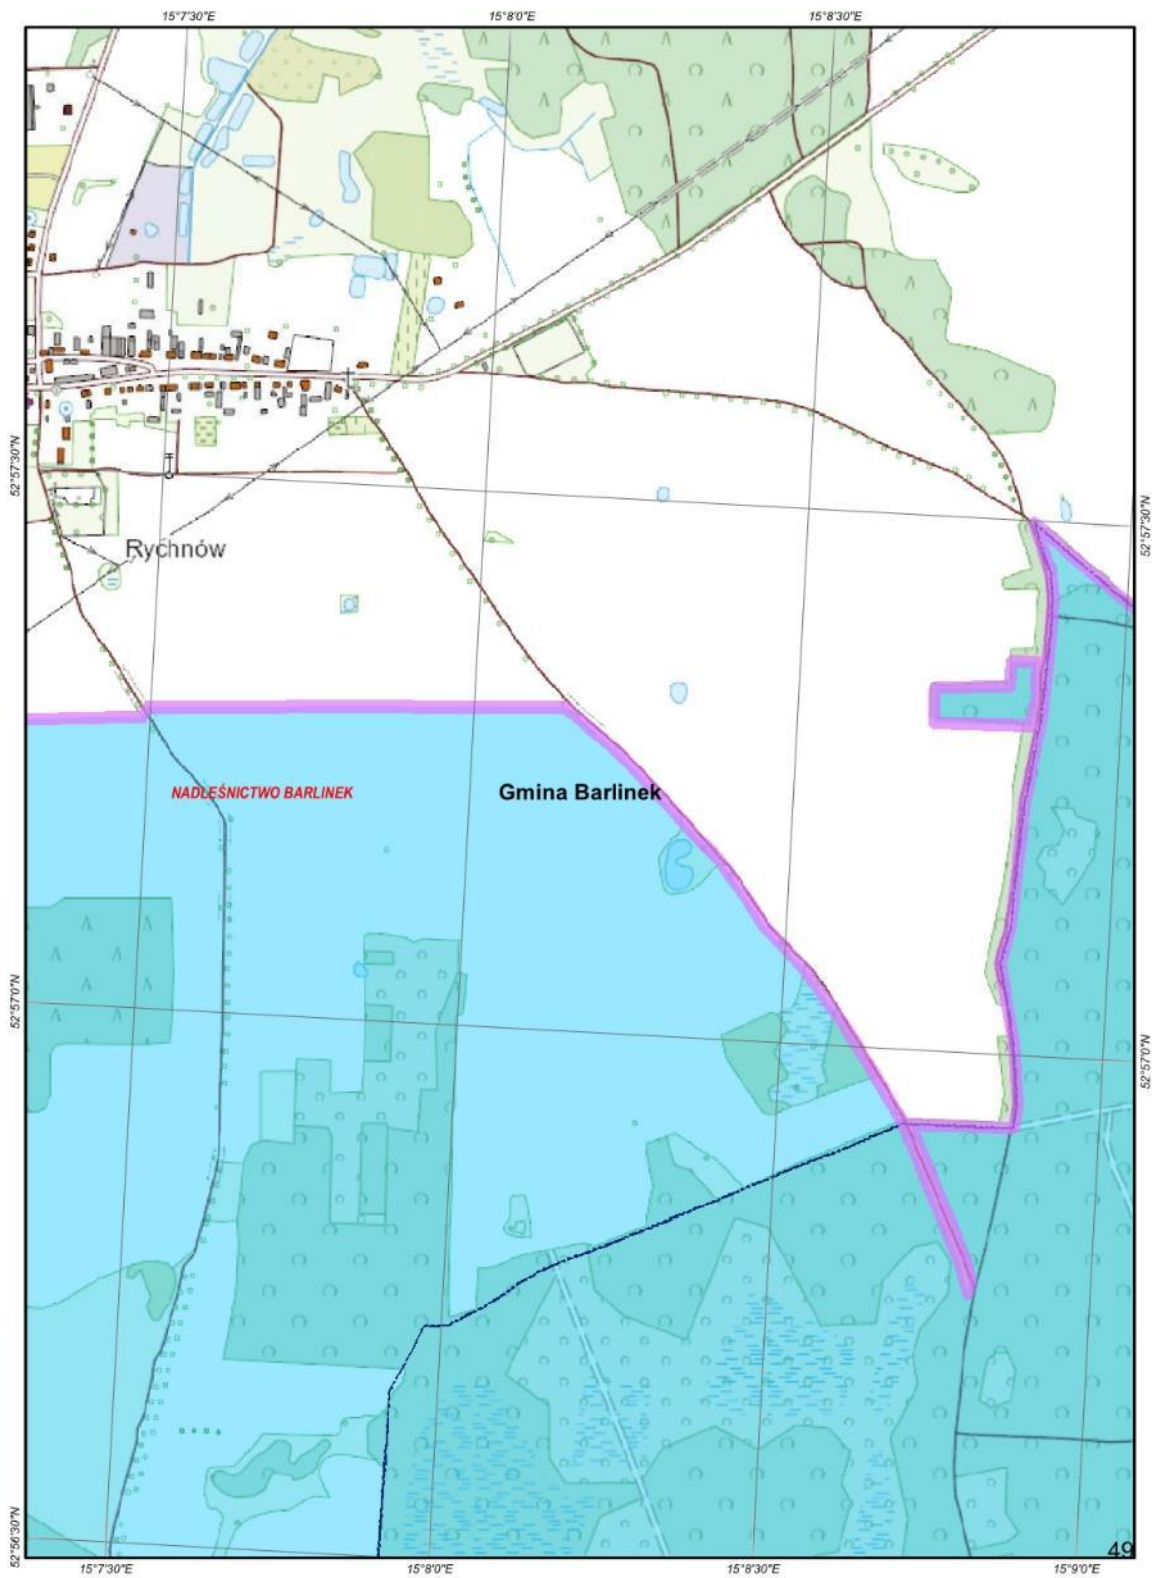 15°7'30"E 15°8'0"E 15°8'30"E
52°57'30"N
52°57'30"N
Rychnów
NADLEŚNICTWO BARLINEK
Gmina Barlinek
52°57'0"N
52°57'0"N
52°56'30"N
49
15°7'30"E 15°8'0"E 15°8'30"E 15°9'0"E